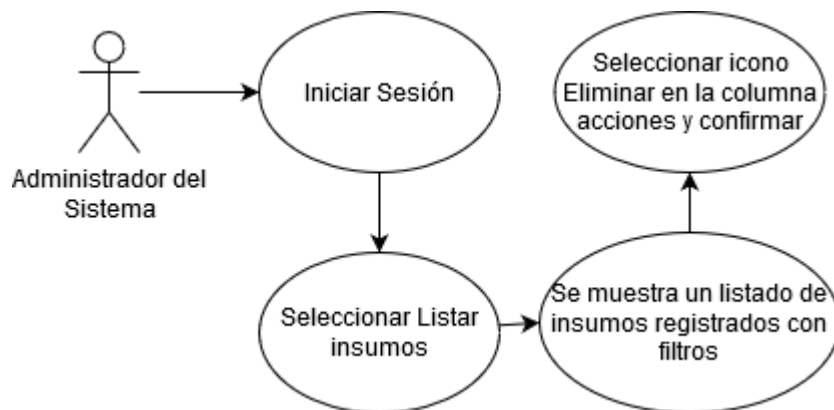 Administrador del
Sistema
Iniciar Sesión
Seleccionar Listar
insumos
Se muestra un listado de
insumos registrados con
filtros
Seleccionar icono
Eliminar en la columna
acciones y confirmar